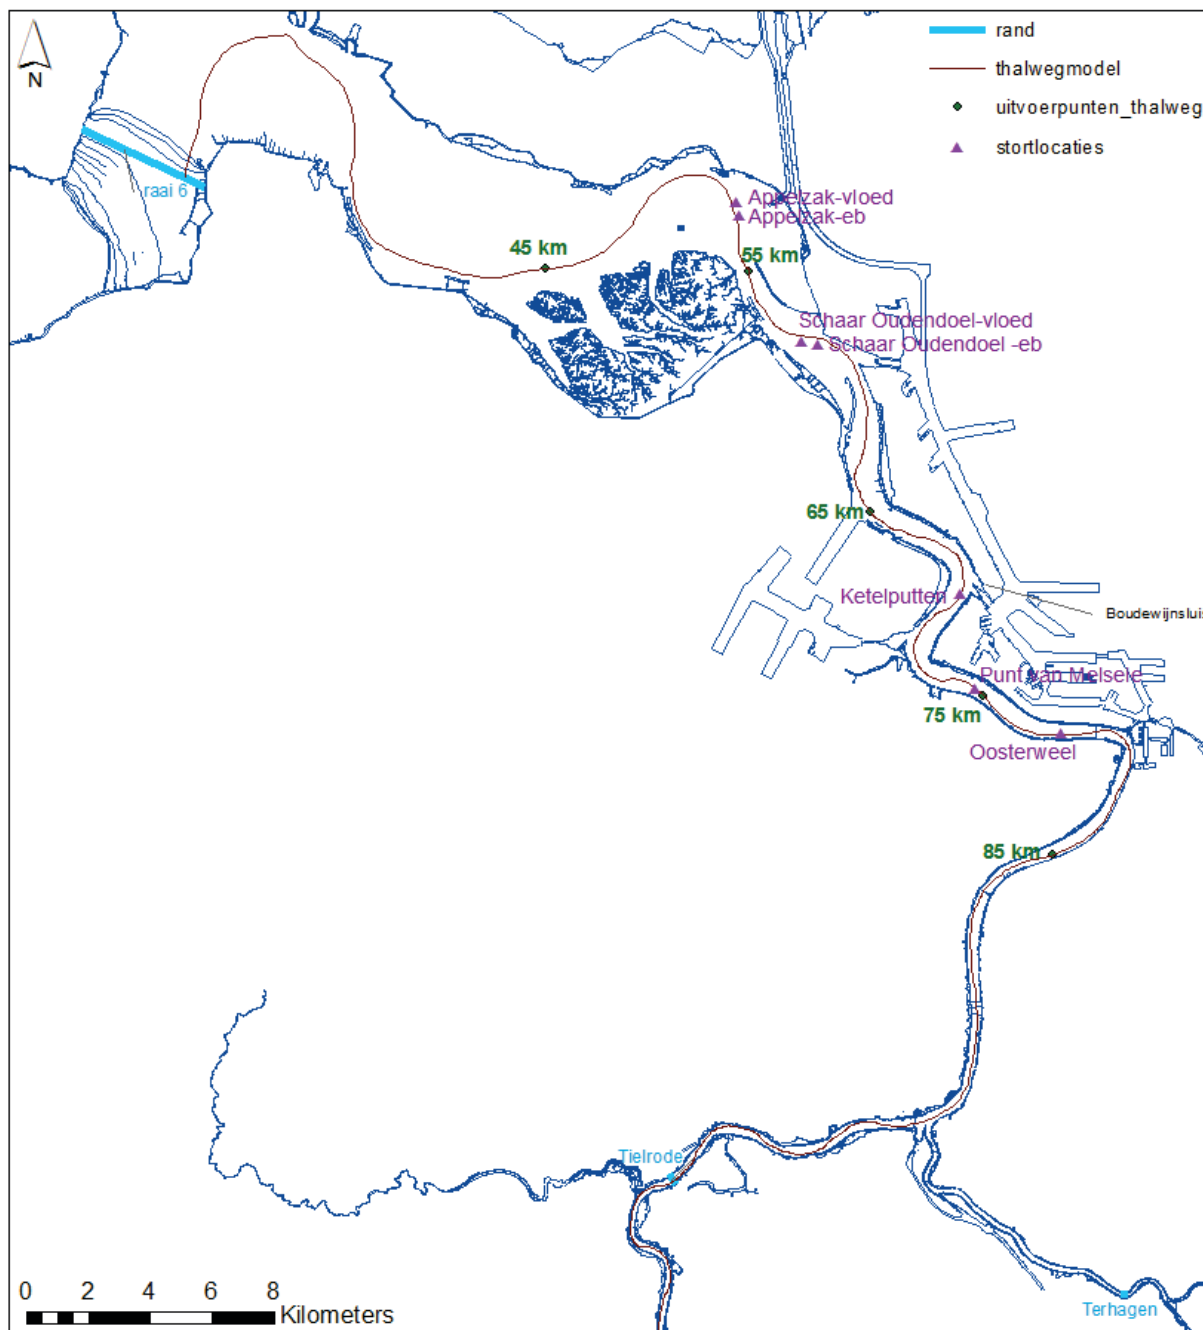 rand
thalwegmodel
uitvoerpunten_thalweg
stortlocaties
N
raai 6
Appelzak-vloed
Appelzak-eb
45 km
55 km
Schaar Oudendoel-vloed
Schaar Oudendoel -eb
65 km
Ketelputten
Boudewijnsluis
Punt van Melsele
75 km
Oosterweel
85 km
Tielrode
Terhagen
0 2 4 6 8
Kilometers